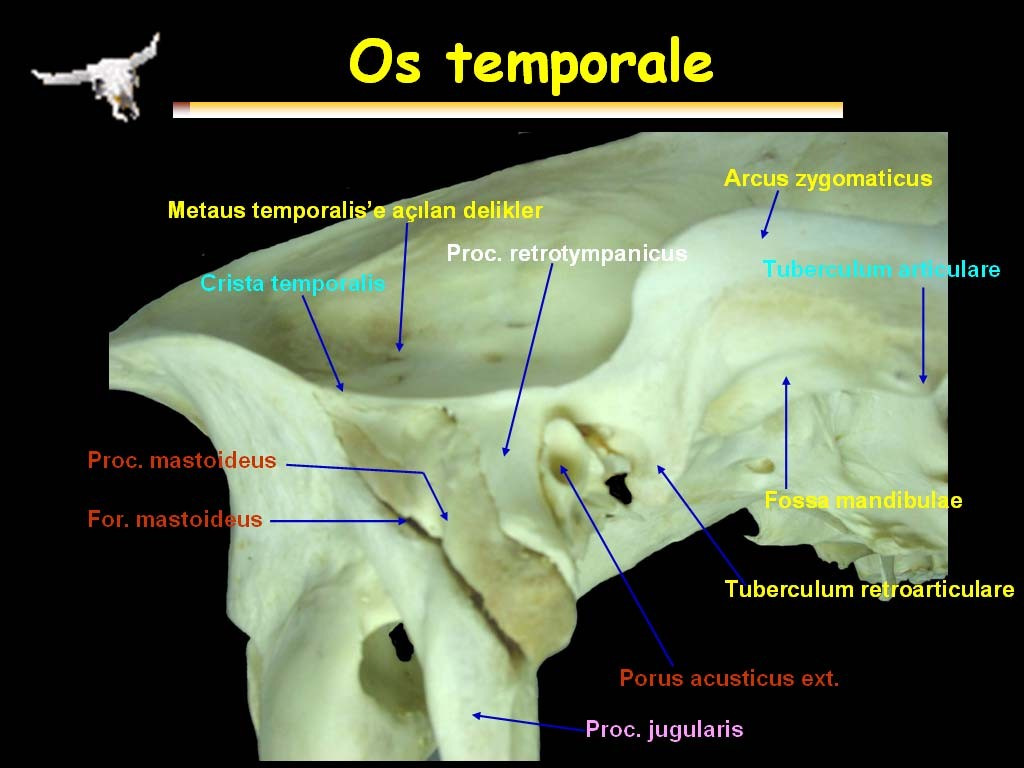 Os temporale
Arcus zygomaticus
Metaus temporalis’e açılan delikler
Proc. retrotympanicus
Tuberculum articulare
Crista temporalis
Proc. mastoideus
Fossa mandibulae
For. mastoideus
Tuberculum retroarticulare
Porus acusticus ext.
Proc. jugularis